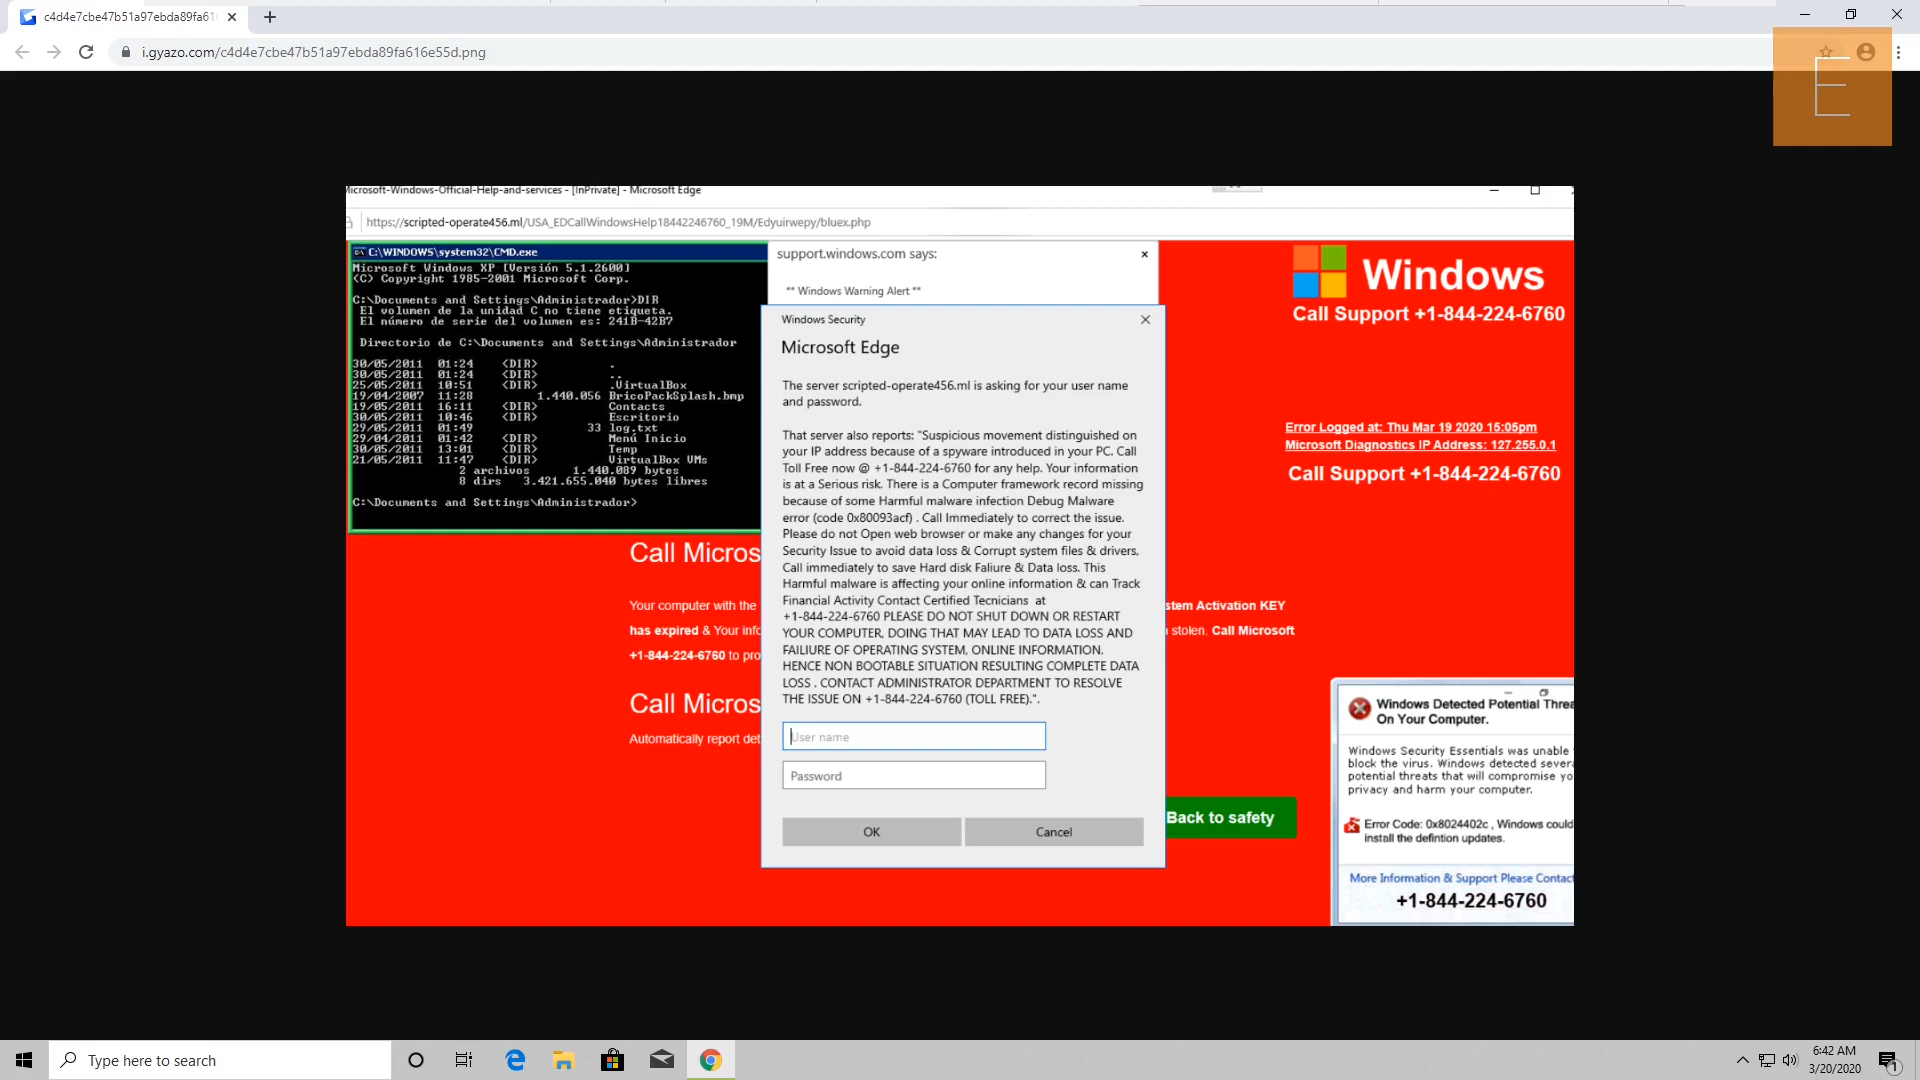 c4d4e7cbe47b51a97ebda89fa616
i.gyazo.com/c4d4e7cbe47b51a97ebda89fa616e55d.png
E
Microsoft-Windows-Official-Help-and-services - [InPrivate] - Microsoft Edge
https://scripted-operate456.ml/USA_EDCallWindowsHelp18442246760_19M/Edyuirwepy/bluex.php
C:\WINDOWS\system32\CMD.exe
Microsoft Windows XP [Versión 5.1.2600]
(C) Copyright 1985-2001 Microsoft Corp.
C:\Documents and Settings\Administrador>DIR
El volumen de la unidad C no tiene etiqueta.
El número de serie del volumen es: 241B-42B7
Directorio de C:\Documents and Settings\Administrador
30/05/2011 01:24 <DIR> .
30/05/2011 01:24 <DIR> ..
25/05/2011 10:51 <DIR> .VirtualBox
19/04/2007 11:28 1.440.056 BricoPackSplash.bmp
19/05/2011 16:11 <DIR> Contacts
30/05/2011 10:46 <DIR> Escritorio
29/05/2011 01:49 33 log.txt
29/04/2011 01:42 <DIR> Menú Inicio
30/05/2011 13:01 <DIR> Temp
21/05/2011 11:47 <DIR> VirtualBox VMs
2 archivos 1.440.089 bytes
8 dirs 3.421.655.040 bytes libres
C:\Documents and Settings\Administrador>
support.windows.com says:
** Windows Warning Alert **
Windows Security
Microsoft Edge
The server scripted-operate456.ml is asking for your user name
and password.
That server also reports: "Suspicious movement distinguished on
your IP address because of a spyware introduced in your PC. Call
Toll Free now @ +1-844-224-6760 for any help. Your information
is at a Serious risk. There is a Computer framework record missing
because of some Harmful malware infection Debug Malware
error (code 0x80093acf) . Call Immediately to correct the issue.
Please do not Open web browser or make any changes for your
Security Issue to avoid data loss & Corrupt system files & drivers,
Call immediately to save Hard disk Faliure & Data loss. This
Harmful malware is affecting your online information & can Track
Financial Activity Contact Certified Tecnicians at
+1-844-224-6760 PLEASE DO NOT SHUT DOWN OR RESTART
YOUR COMPUTER, DOING THAT MAY LEAD TO DATA LOSS AND
FAILIURE OF OPERATING SYSTEM, ONLINE INFORMATION.
HENCE NON BOOTABLE SITUATION RESULTING COMPLETE DATA
LOSS . CONTACT ADMINISTRATOR DEPARTMENT TO RESOLVE
THE ISSUE ON +1-844-224-6760 (TOLL FREE).".
User name
Password
OK Cancel
Windows
Call Support +1-844-224-6760
Error Logged at: Thu Mar 19 2020 15:05pm
Microsoft Diagnostics IP Address: 127.255.0.1
Call Support +1-844-224-6760
Call Micros
Your computer with the
stem Activation KEY
has expired & Your info
stolen. Call Microsoft
+1-844-224-6760 to pro
Call Micros
Automatically report det
Back to safety
Windows Detected Potential Threa
On Your Computer.
Windows Security Essentials was unable
block the virus. Windows detected severa
potential threats that will compromise yo
privacy and harm your computer.
Error Code: 0x8024402c , Windows could
install the defintion updates.
More Information & Support Please Contact
+1-844-224-6760
Type here to search
6:42 AM
3/20/2020
1